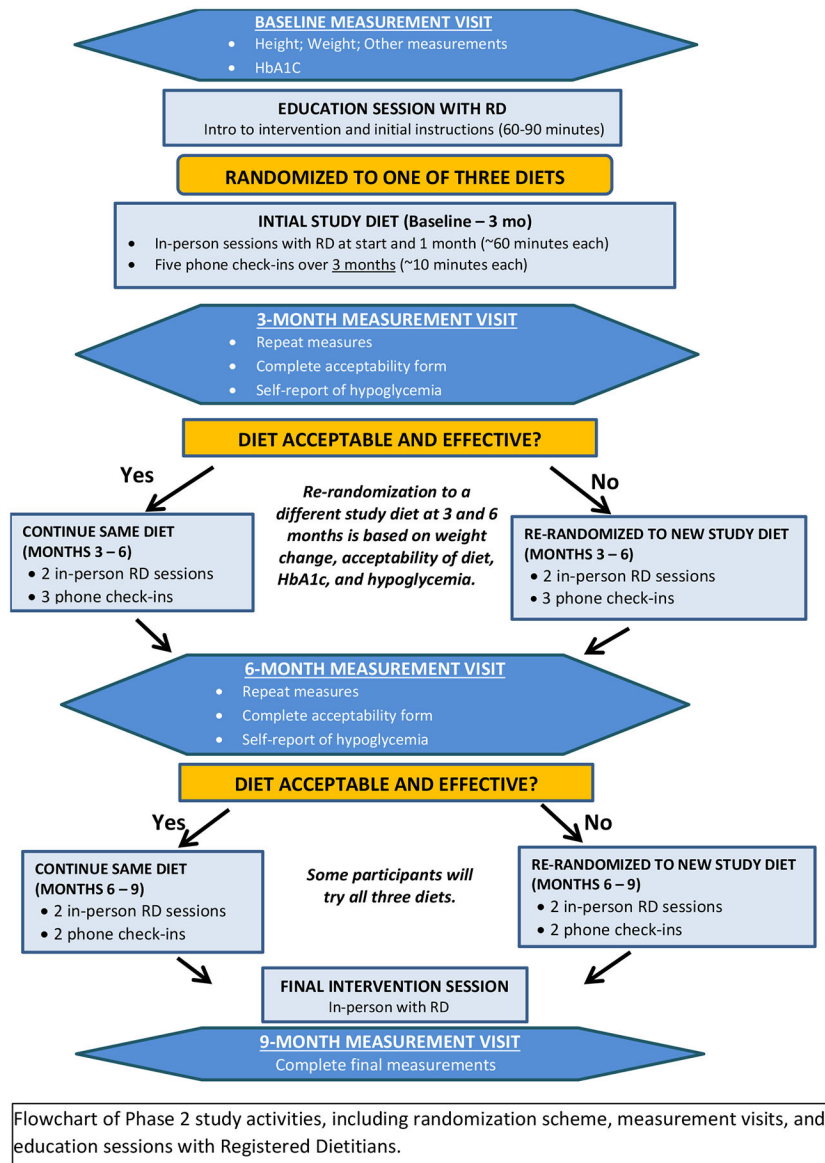 BASELINE MEASUREMENT VISIT
• Height; Weight; Other measurements
• HbA1C
EDUCATION SESSION WITH RD
Intro to intervention and initial instructions (60-90 minutes)
RANDOMIZED TO ONE OF THREE DIETS
INTIAL STUDY DIET (Baseline – 3 mo)
• In-person sessions with RD at start and 1 month (~60 minutes each)
• Five phone check-ins over 3 months (~10 minutes each)
3-MONTH MEASUREMENT VISIT
• Repeat measures
• Complete acceptability form
• Self-report of hypoglycemia
DIET ACCEPTABLE AND EFFECTIVE?
Yes
No
CONTINUE SAME DIET
(MONTHS 3 – 6)
• 2 in-person RD sessions
• 3 phone check-ins
Re-randomization to a
different study diet at 3 and 6
months is based on weight
change, acceptability of diet,
HbA1c, and hypoglycemia.
RE-RANDOMIZED TO NEW STUDY DIET
(MONTHS 3 – 6)
• 2 in-person RD sessions
• 3 phone check-ins
6-MONTH MEASUREMENT VISIT
• Repeat measures
• Complete acceptability form
• Self-report of hypoglycemia
DIET ACCEPTABLE AND EFFECTIVE?
Yes
No
CONTINUE SAME DIET
(MONTHS 6 – 9)
• 2 in-person RD sessions
• 2 phone check-ins
Some participants will
try all three diets.
RE-RANDOMIZED TO NEW STUDY DIET
(MONTHS 6 – 9)
• 2 in-person RD sessions
• 2 phone check-ins
FINAL INTERVENTION SESSION
In-person with RD
9-MONTH MEASUREMENT VISIT
Complete final measurements
Flowchart of Phase 2 study activities, including randomization scheme, measurement visits, and
education sessions with Registered Dietitians.